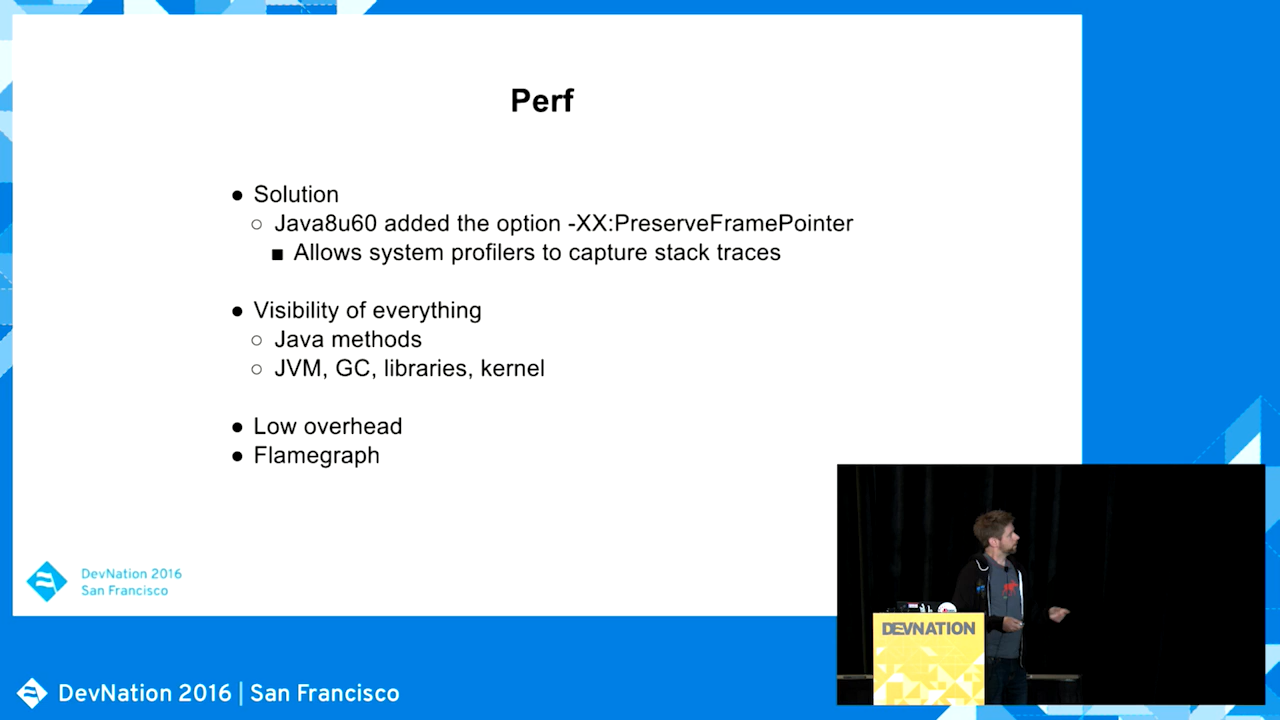 Perf
● Solution
○ Java8u60 added the option -XX:PreserveFramePointer
■ Allows system profilers to capture stack traces
● Visibility of everything
○ Java methods
○ JVM, GC, libraries, kernel
● Low overhead
● Flamegraph
DevNation 2016
San Francisco
DEVNATION
DevNation 2016 | San Francisco